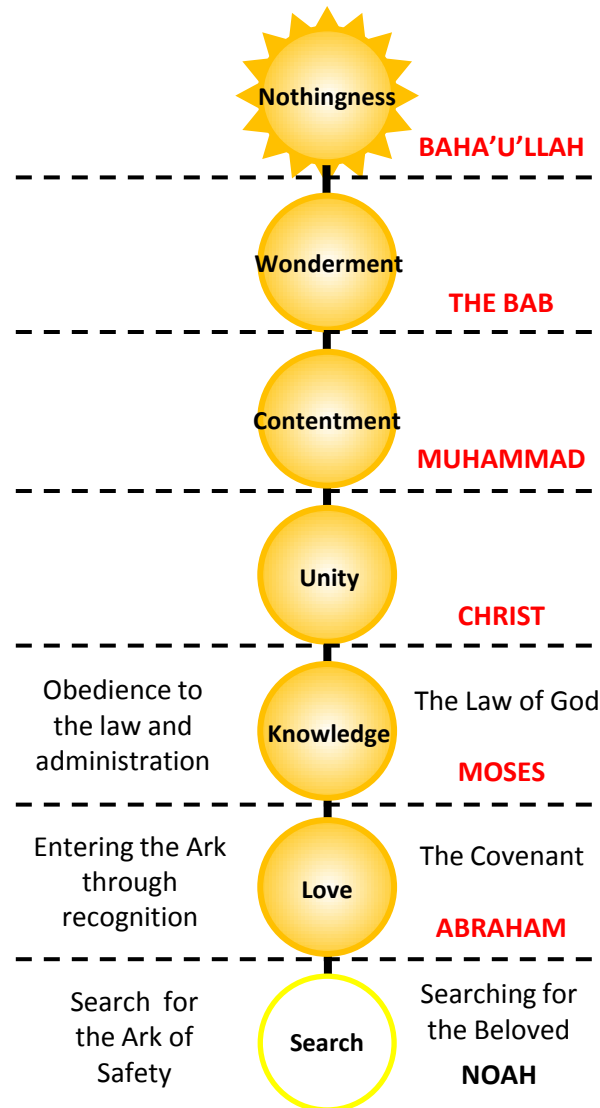 Nothingness
BAHA’U’LLAH
Wonderment
THE BAB
Contentment
MUHAMMAD
Unity
CHRIST
Obedience to
the law and
administration
Knowledge
The Law of God
MOSES
Entering the Ark
through
recognition
Love
The Covenant
ABRAHAM
Search for
the Ark of
Safety
Search
Searching for
the Beloved
NOAH